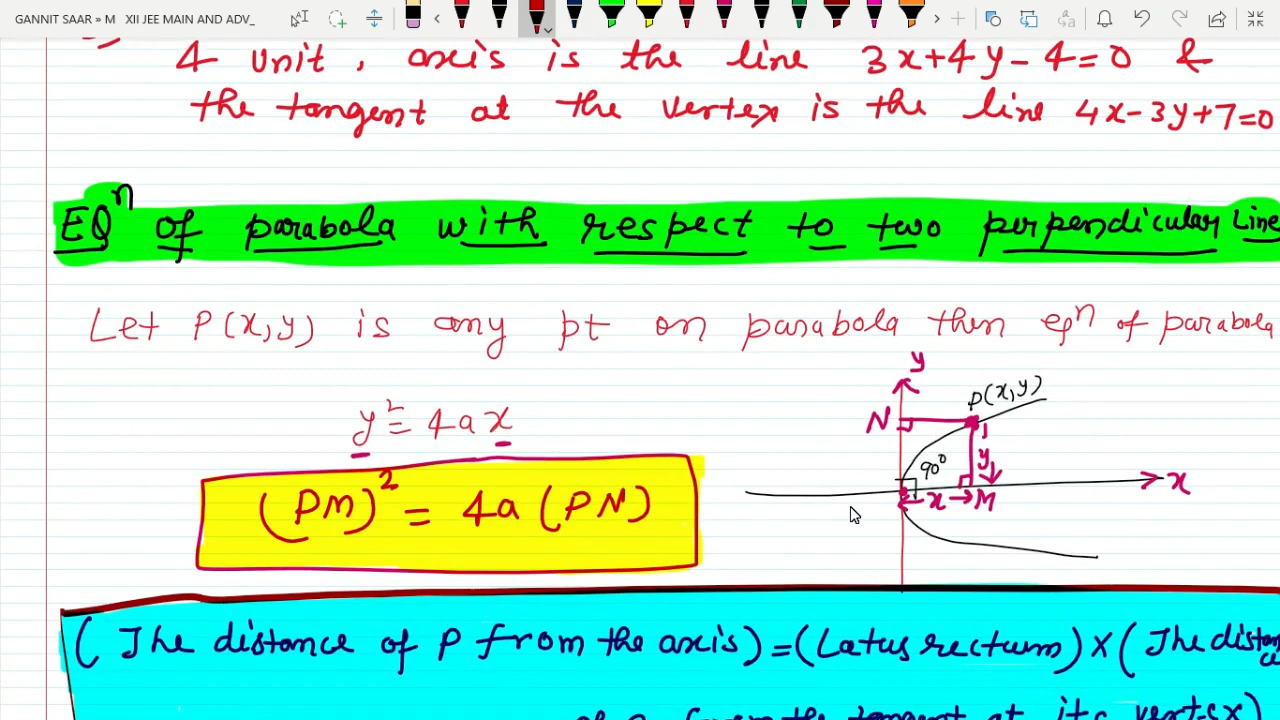 GANNIT SAAR » M XII JEE MAIN AND ADV_
4 unit, axis is the line 3x+4y-4=0 &
the tangent at the vertex is the line 4x-3y+7=0
EQⁿ of parabola with respect to two perpendicular Line
Let P(x,y) is any pt on parabola then eqⁿ of parabola
y
P(x,y)
N
y² = 4ax
y
90°
(PM)² = 4a (PN)
x M
x
(The distance of P from the axis)=(Latus rectum)×(The distance
from the tangent at its vertex)